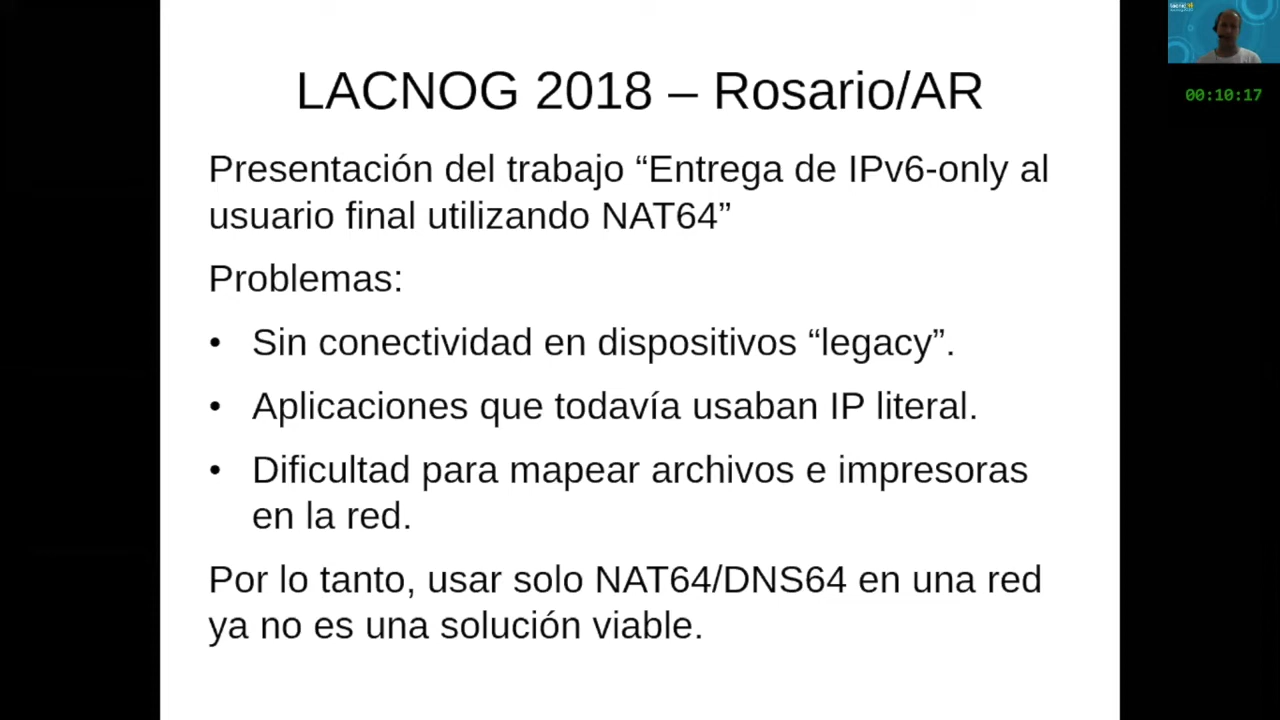 LACNOG 2018 – Rosario/AR
Presentación del trabajo “Entrega de IPv6-only al
usuario final utilizando NAT64”
Problemas:
• Sin conectividad en dispositivos “legacy”.
• Aplicaciones que todavía usaban IP literal.
• Dificultad para mapear archivos e impresoras
en la red.
Por lo tanto, usar solo NAT64/DNS64 en una red
ya no es una solución viable.
lacnic
00:10:17